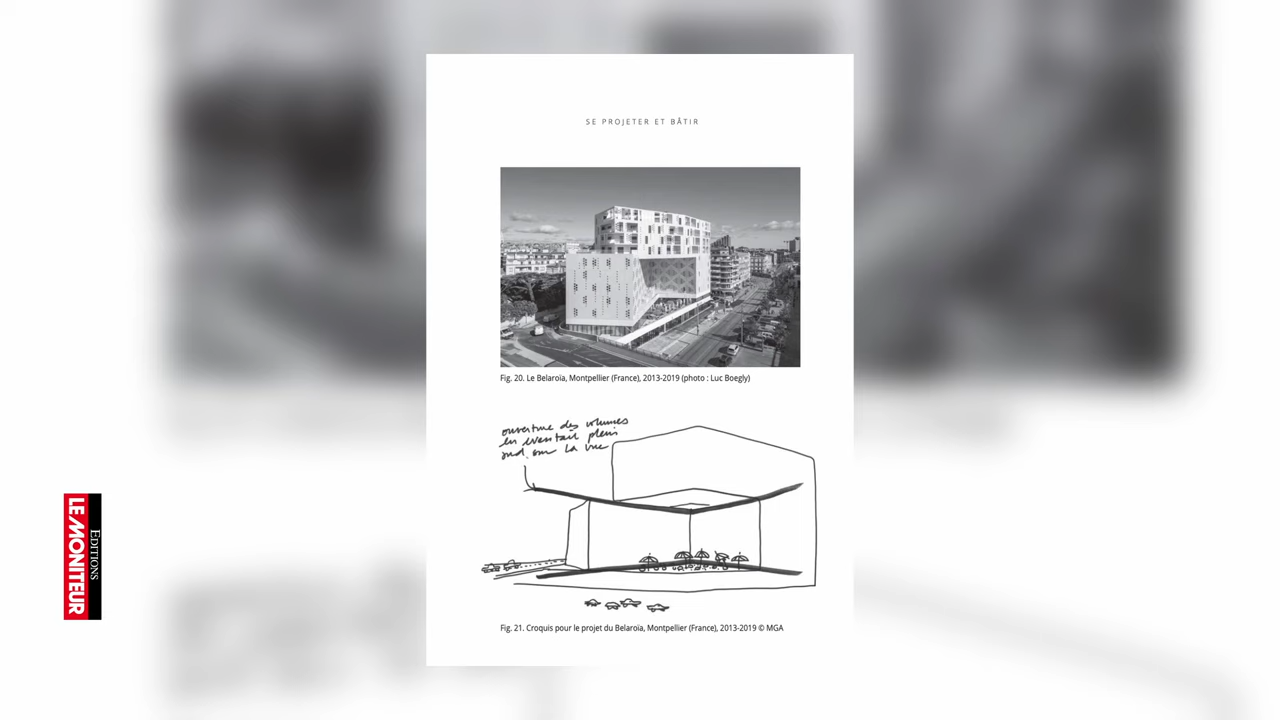 SE PROJETER ET BÂTIR
Fig. 20. Le Belaroïa, Montpellier (France), 2013-2019 (photo : Luc Boegly)
ouverture des volumes
en éventail plein
sud sur la vue
Fig. 21. Croquis pour le projet du Belaroïa, Montpellier (France), 2013-2019 © MGA
EDITIONS
LE MONITEUR